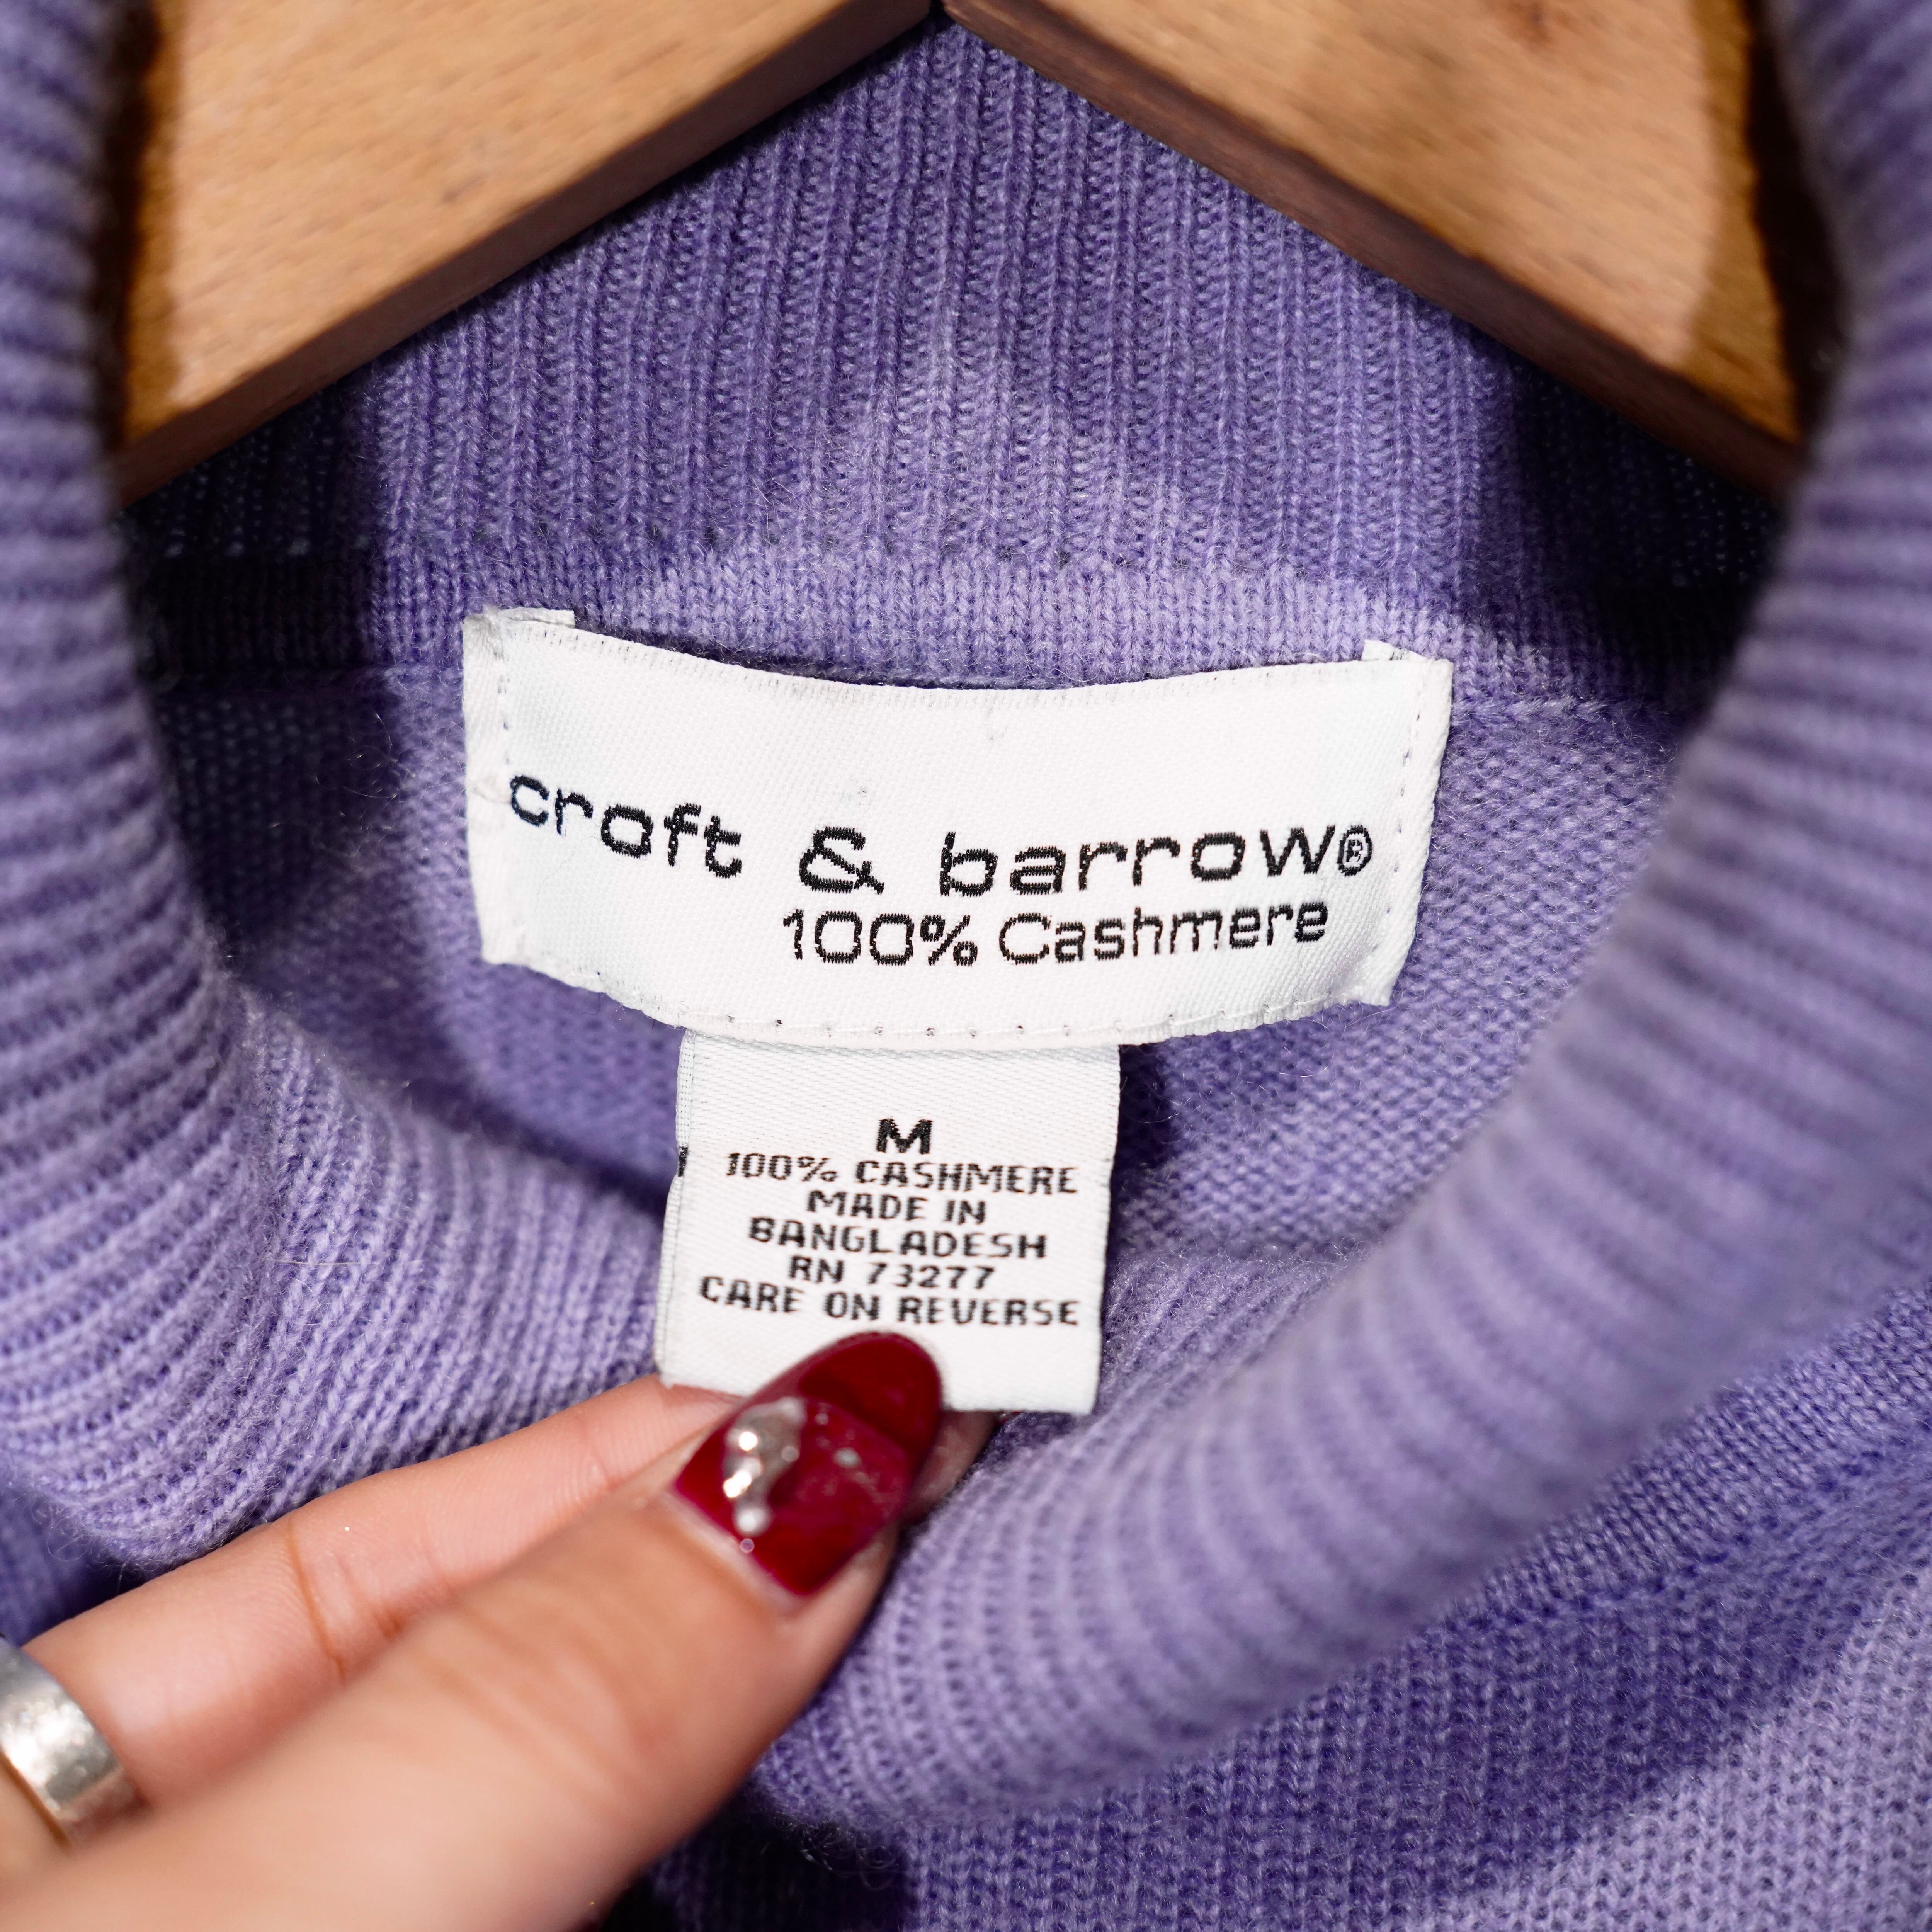 croft & barrow®
100% Cashmere
M
100% CASHMERE
MADE IN
BANGLADESH
RN 73277
CARE ON REVERSE